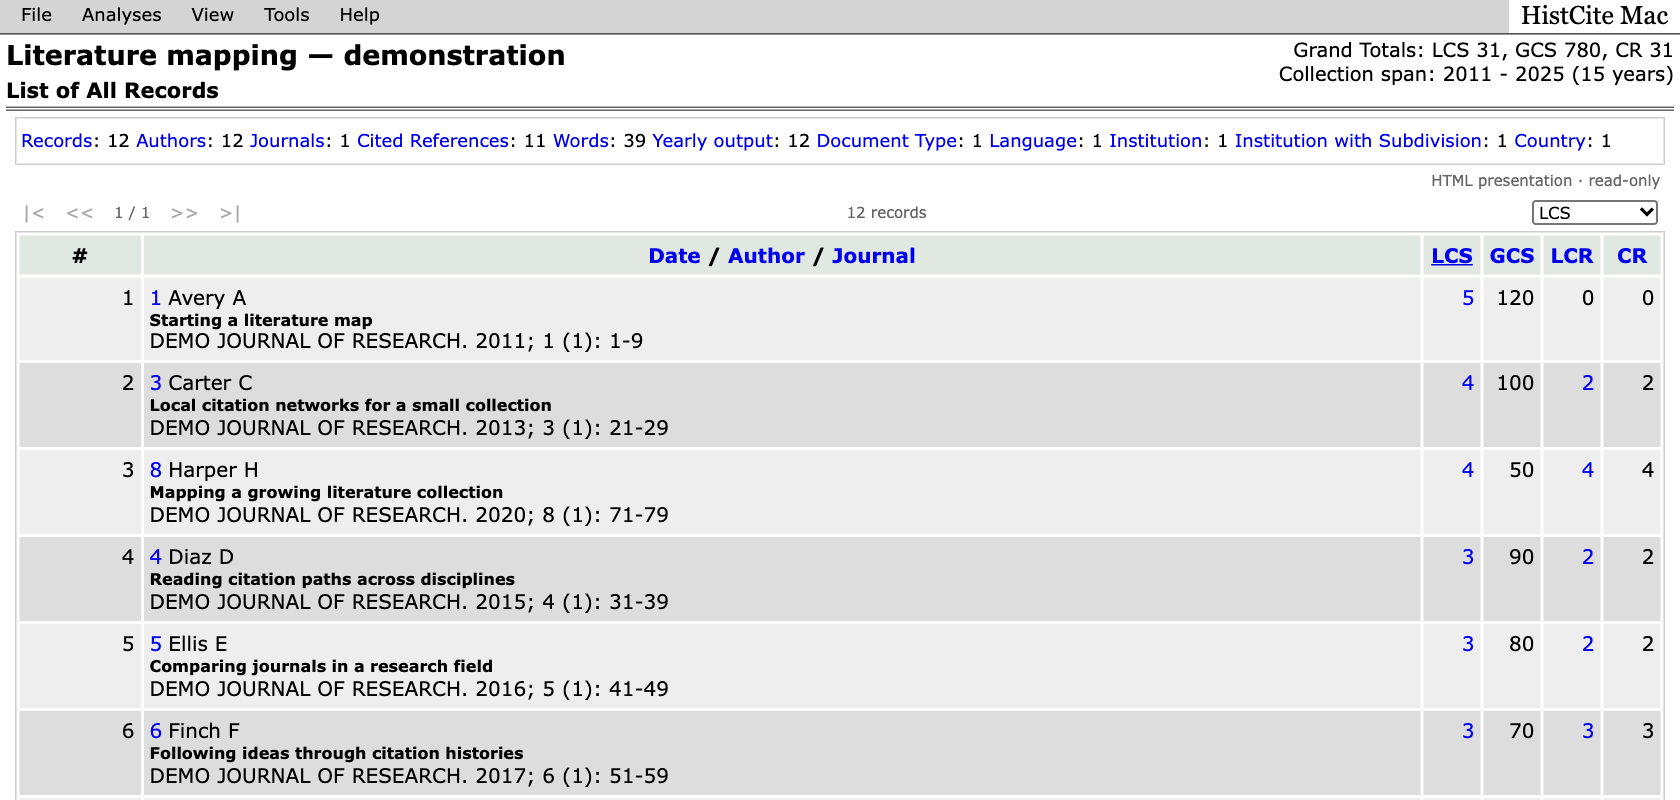 File Analyses View Tools Help
HistCite Mac
Literature mapping — demonstration
Grand Totals: LCS 31, GCS 780, CR 31
Collection span: 2011 - 2025 (15 years)
List of All Records
Records: 12 Authors: 12 Journals: 1 Cited References: 11 Words: 39 Yearly output: 12 Document Type: 1 Language: 1 Institution: 1 Institution with Subdivision: 1 Country: 1
HTML presentation · read-only
|< << 1 / 1 >> >| 12 records LCS
# Date / Author / Journal LCS GCS LCR CR
1 1 Avery A 5 120 0 0
Starting a literature map
DEMO JOURNAL OF RESEARCH. 2011; 1 (1): 1-9
2 3 Carter C 4 100 2 2
Local citation networks for a small collection
DEMO JOURNAL OF RESEARCH. 2013; 3 (1): 21-29
3 8 Harper H 4 50 4 4
Mapping a growing literature collection
DEMO JOURNAL OF RESEARCH. 2020; 8 (1): 71-79
4 4 Diaz D 3 90 2 2
Reading citation paths across disciplines
DEMO JOURNAL OF RESEARCH. 2015; 4 (1): 31-39
5 5 Ellis E 3 80 2 2
Comparing journals in a research field
DEMO JOURNAL OF RESEARCH. 2016; 5 (1): 41-49
6 6 Finch F 3 70 3 3
Following ideas through citation histories
DEMO JOURNAL OF RESEARCH. 2017; 6 (1): 51-59